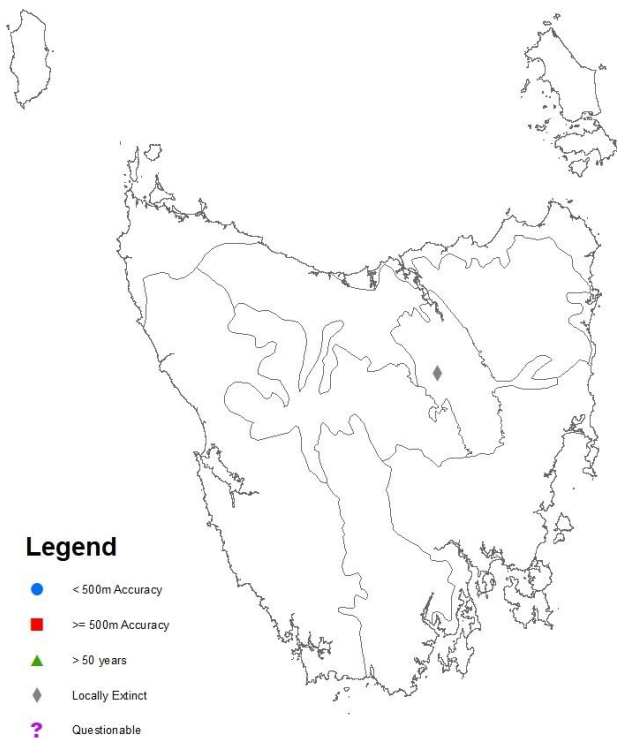 Legend
< 500m Accuracy
>= 500m Accuracy
> 50 years
Locally Extinct
? Questionable